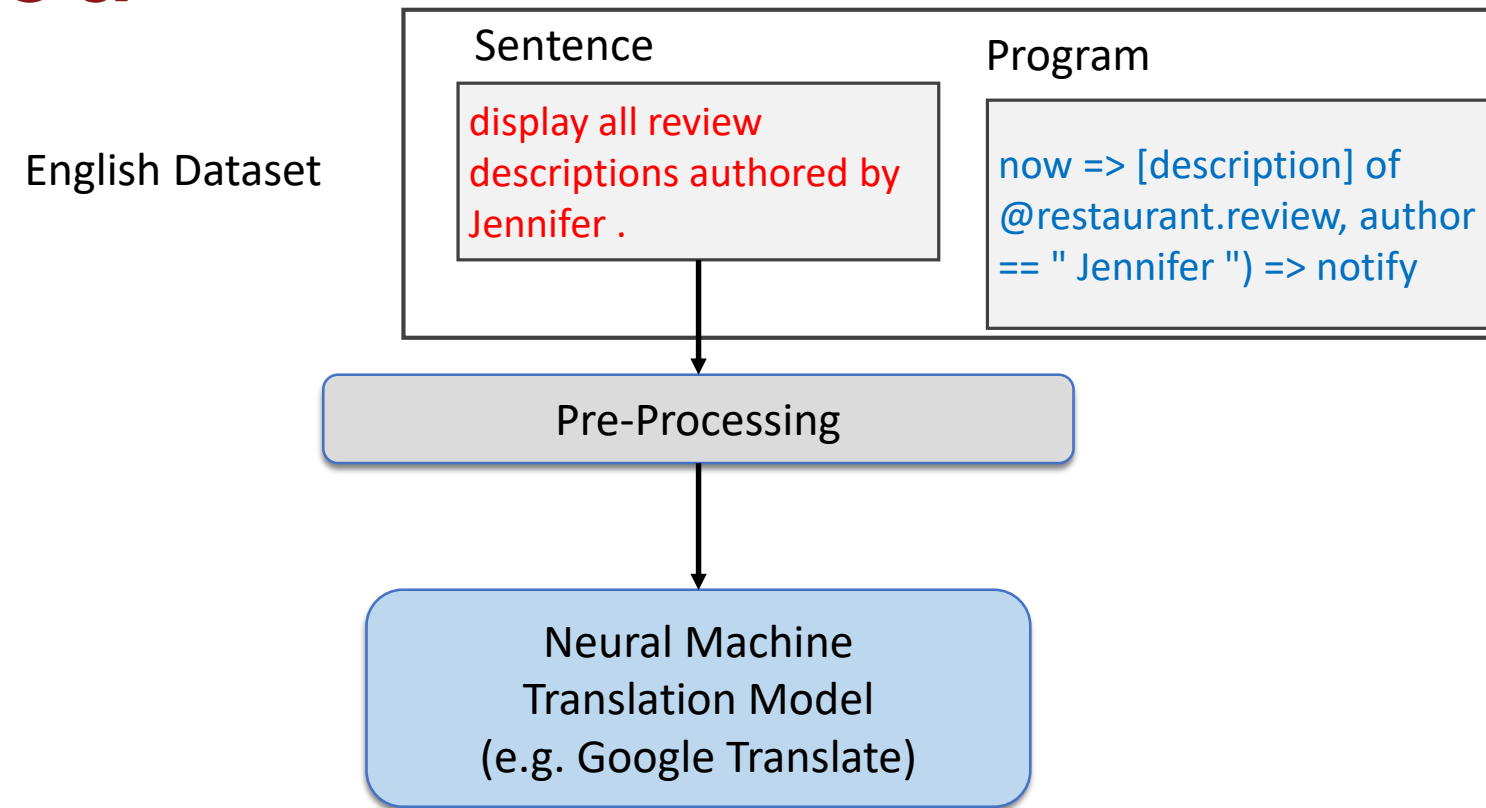 Sentence
Program
English Dataset
display all review
descriptions authored by
Jennifer .
now => [description] of
@restaurant.review, author
== " Jennifer ") => notify
Pre-Processing
Neural Machine
Translation Model
(e.g. Google Translate)